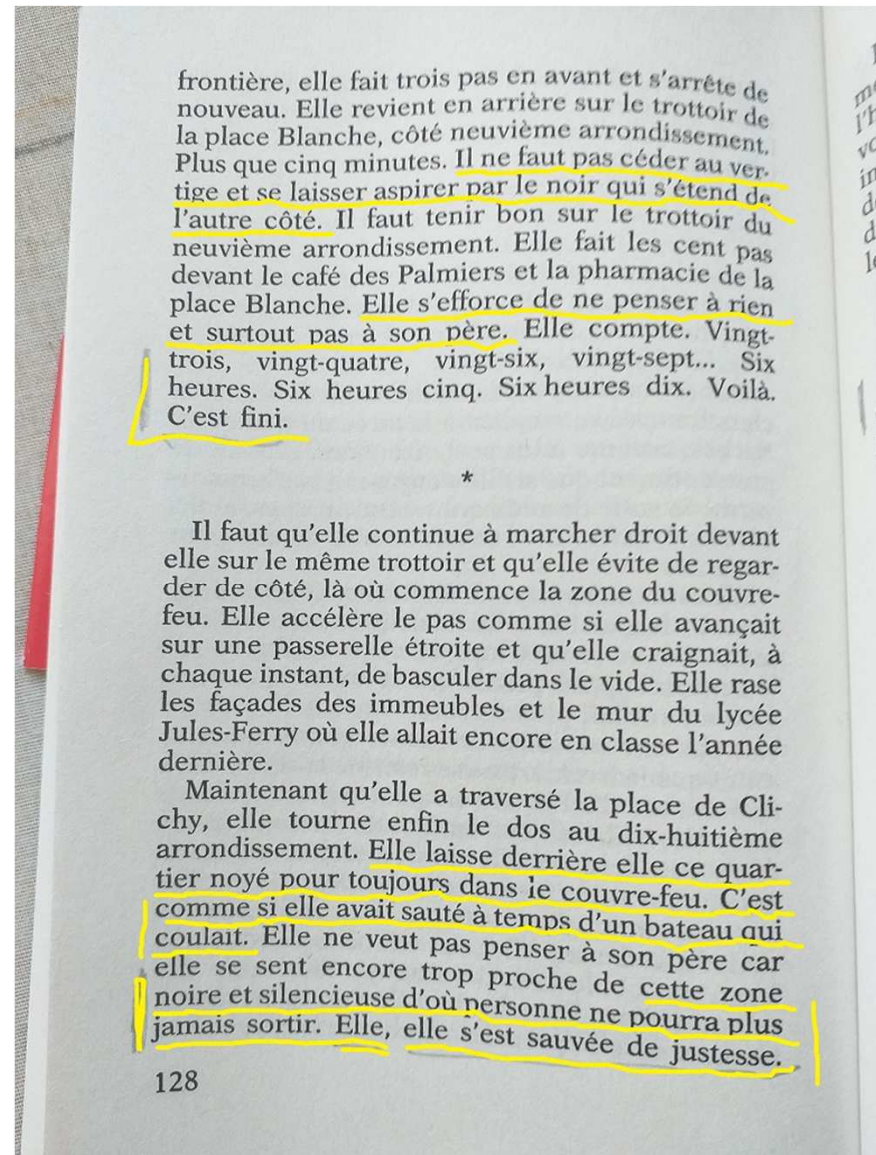 frontière, elle fait trois pas en avant et s'arrête de
nouveau. Elle revient en arrière sur le trottoir de
la place Blanche, côté neuvième arrondissement.
Plus que cinq minutes. Il ne faut pas céder au ver-
tige et se laisser aspirer par le noir qui s'étend de
l'autre côté. Il faut tenir bon sur le trottoir du
neuvième arrondissement. Elle fait les cent pas
devant le café des Palmiers et la pharmacie de la
place Blanche. Elle s'efforce de ne penser à rien
et surtout pas à son père. Elle compte. Vingt-
trois, vingt-quatre, vingt-six, vingt-sept... Six
heures. Six heures cinq. Six heures dix. Voilà.
C'est fini.
*
Il faut qu'elle continue à marcher droit devant
elle sur le même trottoir et qu'elle évite de regar-
der de côté, là où commence la zone du couvre-
feu. Elle accélère le pas comme si elle avançait
sur une passerelle étroite et qu'elle craignait, à
chaque instant, de basculer dans le vide. Elle rase
les façades des immeubles et le mur du lycée
Jules-Ferry où elle allait encore en classe l'année
dernière.
Maintenant qu'elle a traversé la place de Cli-
chy, elle tourne enfin le dos au dix-huitième
arrondissement. Elle laisse derrière elle ce quar-
tier noyé pour toujours dans le couvre-feu. C'est
comme si elle avait sauté à temps d'un bateau qui
coulait. Elle ne veut pas penser à son père car
elle se sent encore trop proche de cette zone
noire et silencieuse d'où personne ne pourra plus
jamais sortir. Elle, elle s'est sauvée de justesse.
128